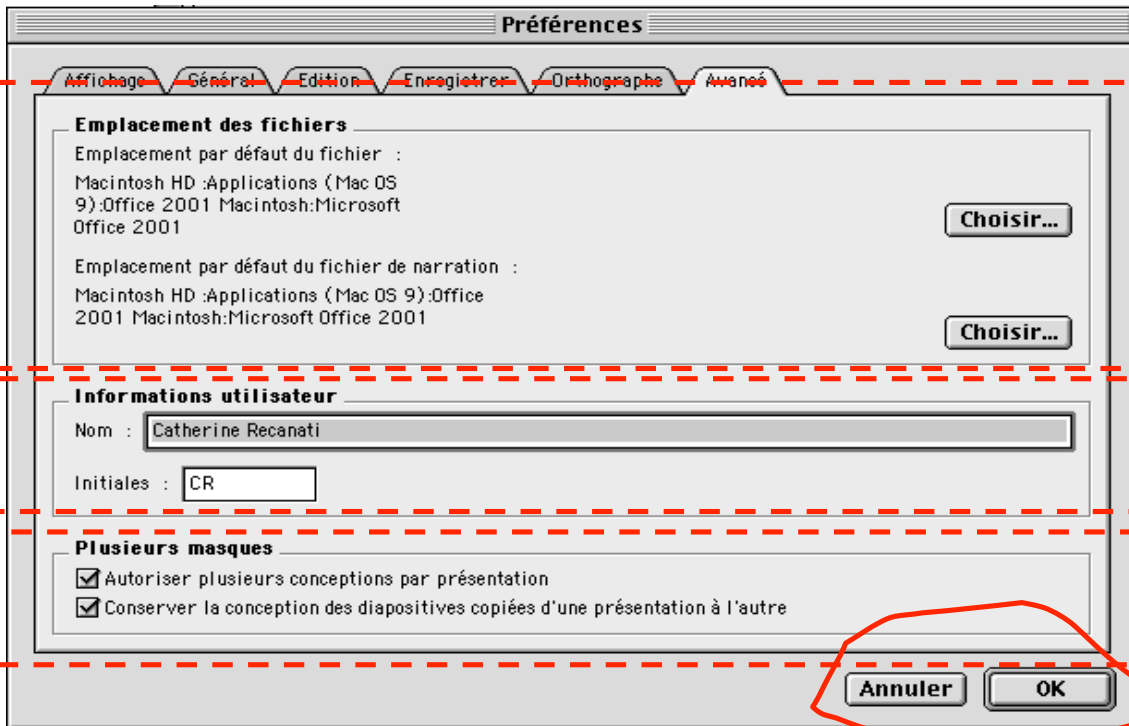 Préférences
Affichage Général Edition Enregistrer Orthographe Avancé
Emplacement des fichiers
Emplacement par défaut du fichier :
Macintosh HD :Applications (Mac OS
9):Office 2001 Macintosh:Microsoft
Office 2001
Choisir...
Emplacement par défaut du fichier de narration :
Macintosh HD :Applications (Mac OS 9):Office
2001 Macintosh:Microsoft Office 2001
Choisir...
Informations utilisateur
Nom : Catherine Recanati
Initiales : CR
Plusieurs masques
Autoriser plusieurs conceptions par présentation
Conserver la conception des diapositives copiées d'une présentation à l'autre
Annuler OK